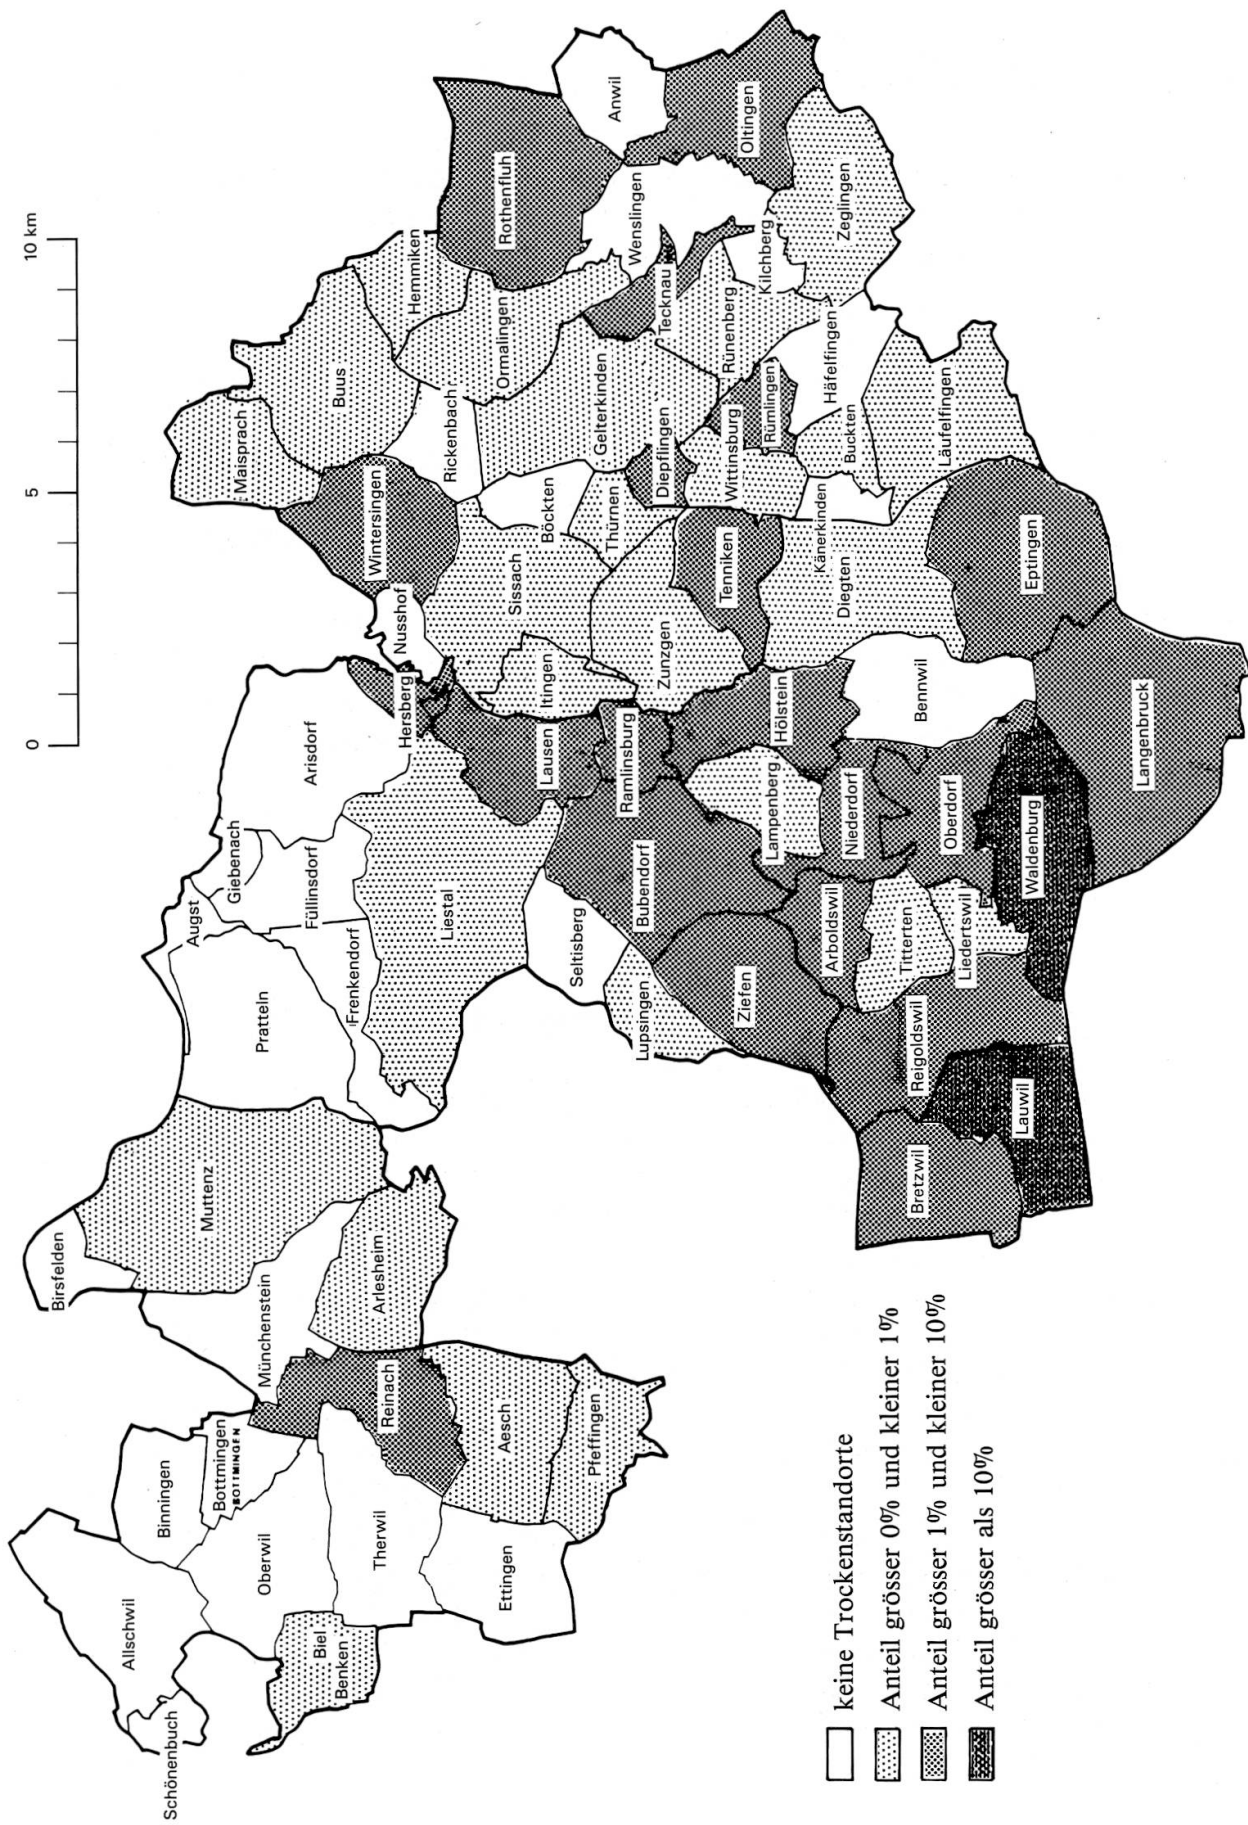 0
5
10 km
Schönenbuch
Allschwil
Binningen
Bottmingen
BOTTMINGEN
Oberwil
Biel
Benken
Therwil
Ettingen
Reinach
Aesch
Pfeffingen
Münchenstein
Arlesheim
Birsfelden
Muttenz
Pratteln
Augst
Giebenach
Füllinsdorf
Frenkendorf
Arisdorf
Liestal
Hersberg
Nusshof
Wintersingen
Maisprach
Buus
Hemmiken
Rickenbach
Ormalingen
Rothenfluh
Anwil
Oltingen
Wenslingen
Tecknau
Gelterkinden
Böckten
Sissach
Itingen
Lausen
Thürnen
Diepflingen
Rünenberg
Kilchberg
Zeglingen
Häfelfingen
Rümlingen
Wittinsburg
Buckten
Läufelfingen
Känerkinden
Tenniken
Zunzgen
Diegten
Eptingen
Ramlinsburg
Hölstein
Bennwil
Lampenberg
Niederdorf
Oberdorf
Waldenburg
Langenbruck
Seltisberg
Bubendorf
Lupsingen
Ziefen
Arboldswil
Titterten
Liedertswil
Reigoldswil
Lauwil
Bretzwil
keine Trockenstandorte
Anteil grösser 0% und kleiner 1%
Anteil grösser 1% und kleiner 10%
Anteil grösser als 10%